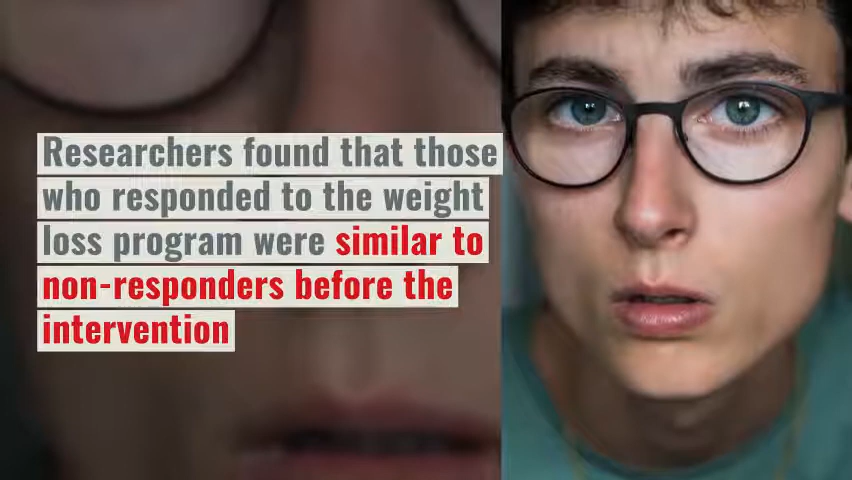 Researchers found that those
who responded to the weight
loss program were similar to
non-responders before the
intervention